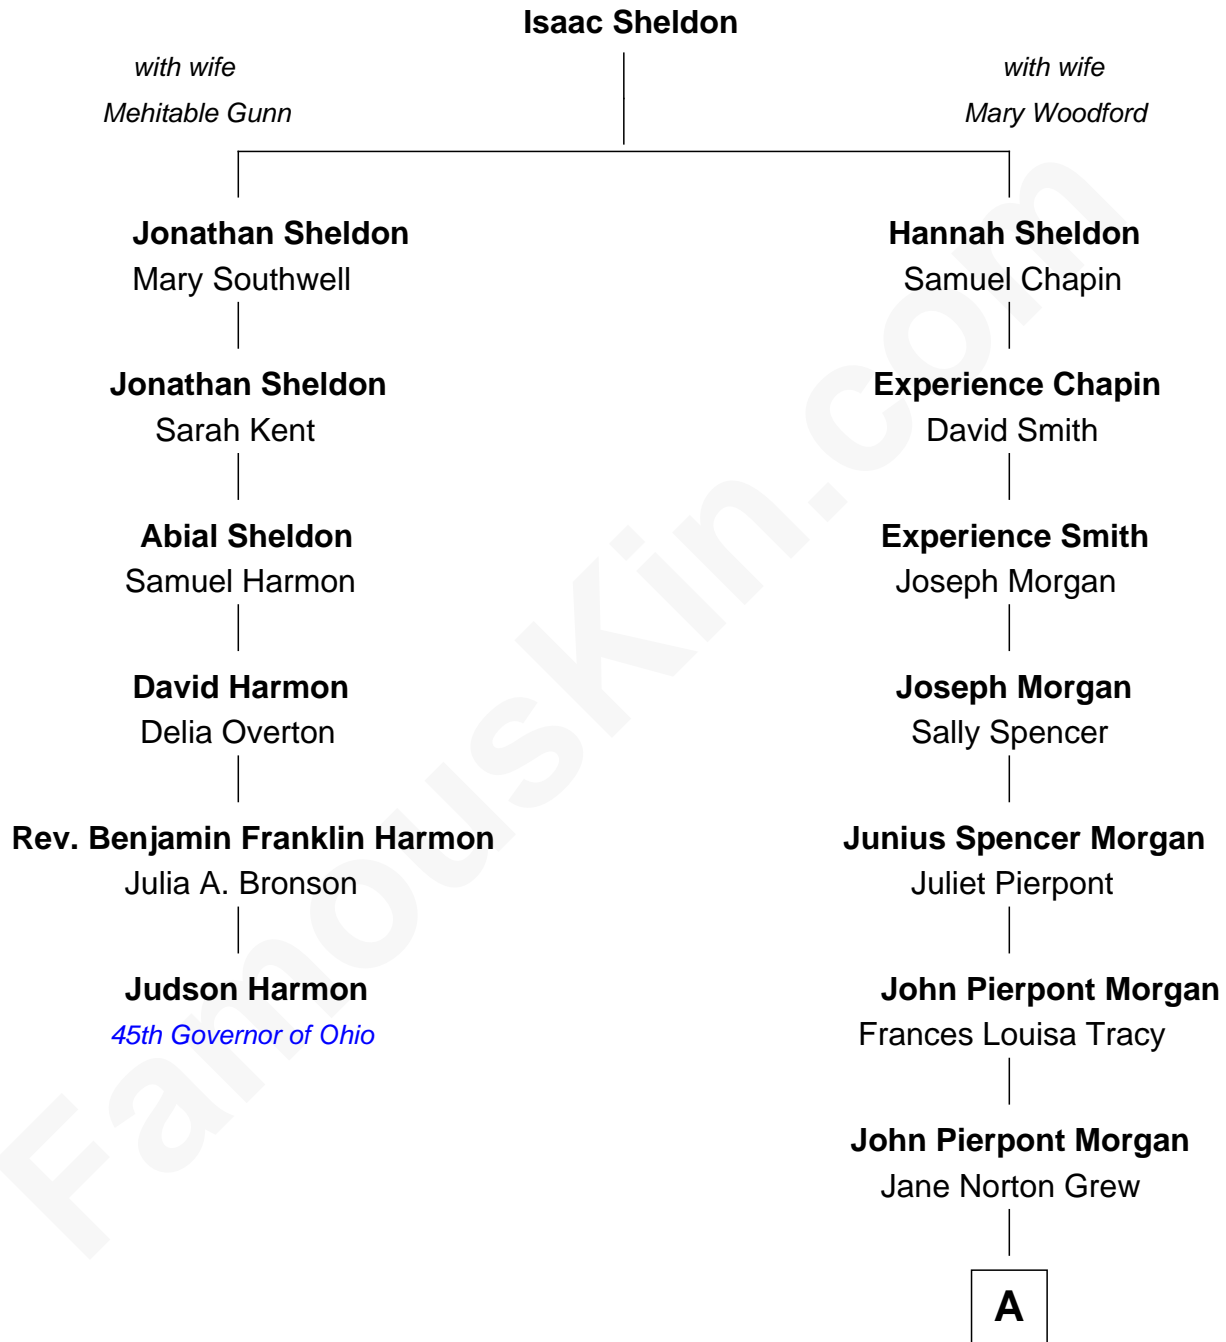 Isaac Sheldon
with wife
Mehitable Gunn
with wife
Mary Woodford
Jonathan Sheldon
Mary Southwell
Hannah Sheldon
Samuel Chapin
Jonathan Sheldon
Sarah Kent
Experience Chapin
David Smith
Abial Sheldon
Samuel Harmon
Experience Smith
Joseph Morgan
David Harmon
Delia Overton
Joseph Morgan
Sally Spencer
Rev. Benjamin Franklin Harmon
Julia A. Bronson
Junius Spencer Morgan
Juliet Pierpont
Judson Harmon
45th Governor of Ohio
John Pierpont Morgan
Frances Louisa Tracy
John Pierpont Morgan
Jane Norton Grew
A
FamousKin.com